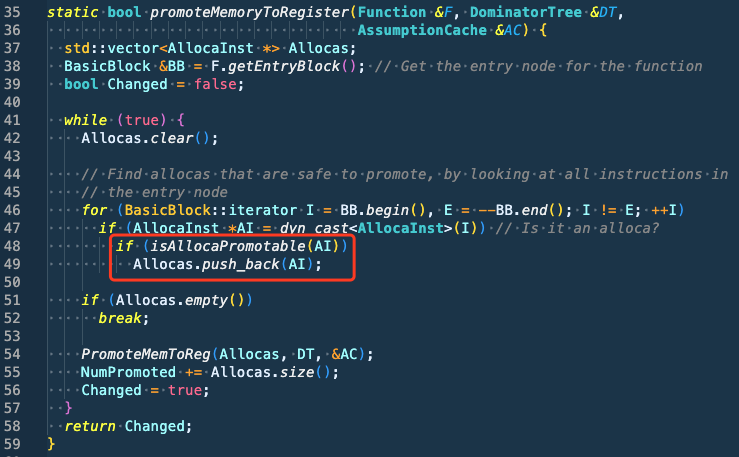 35 static bool promoteMemoryToRegister(Function &F, DominatorTree &DT,
36                                     AssumptionCache &AC) {
37   std::vector<AllocaInst *> Allocas;
38   BasicBlock &BB = F.getEntryBlock(); // Get the entry node for the function
39   bool Changed = false;
40
41   while (true) {
42     Allocas.clear();
43
44     // Find allocas that are safe to promote, by looking at all instructions in
45     // the entry node
46     for (BasicBlock::iterator I = BB.begin(), E = --BB.end(); I != E; ++I)
47       if (AllocaInst *AI = dyn_cast<AllocaInst>(I)) // Is it an alloca?
48         if (isAllocaPromotable(AI))
49           Allocas.push_back(AI);
50
51     if (Allocas.empty())
52       break;
53
54     PromoteMemToReg(Allocas, DT, &AC);
55     NumPromoted += Allocas.size();
56     Changed = true;
57   }
58   return Changed;
59 }